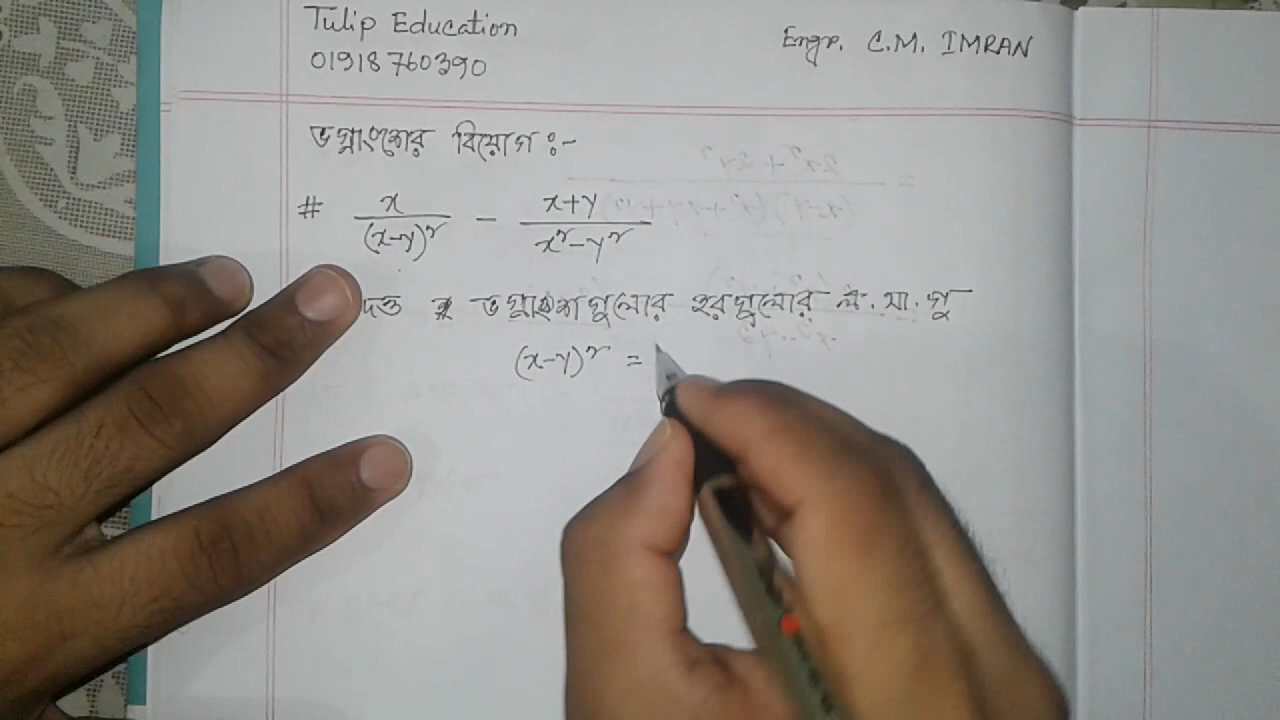 Tulip Education
01918760390
Engr. C.M. IMRAN
ভগ্নাংশের বিয়োগ :-
# x/(x-y)² - x+y/x²-y²
দত্ত ভগ্নাংশগুলোর হরগুলোর ল. সা. গু
(x-y)² =